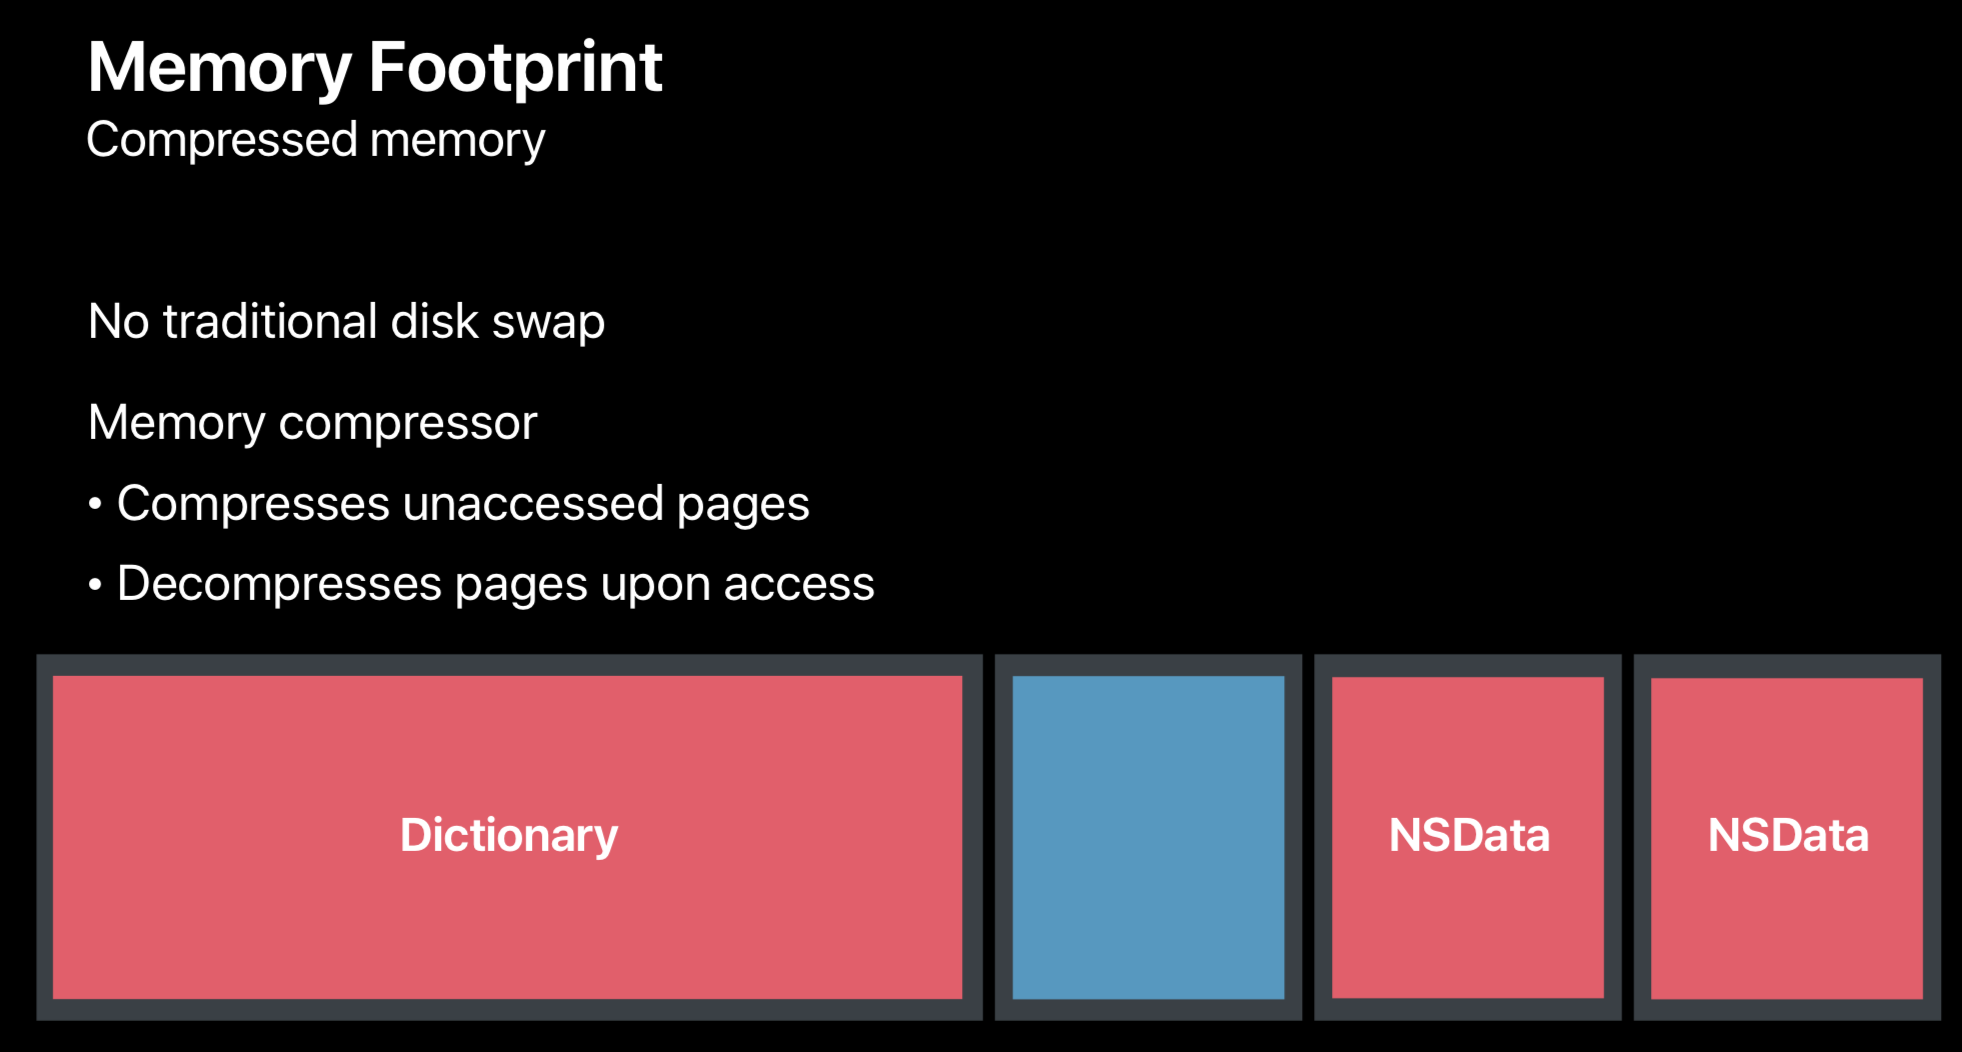 Memory Footprint
Compressed memory
No traditional disk swap
Memory compressor
• Compresses unaccessed pages
• Decompresses pages upon access
Dictionary
NSData
NSData